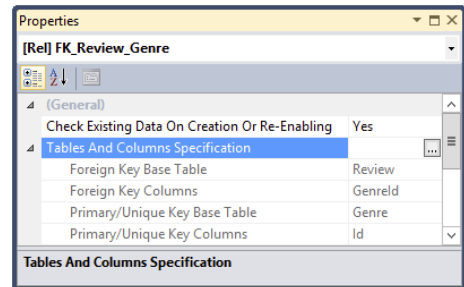 Properties
[Rel] FK_Review_Genre
(General)
Check Existing Data On Creation Or Re-Enabling Yes
Tables And Columns Specification ...
Foreign Key Base Table Review
Foreign Key Columns GenreId
Primary/Unique Key Base Table Genre
Primary/Unique Key Columns Id
Tables And Columns Specification